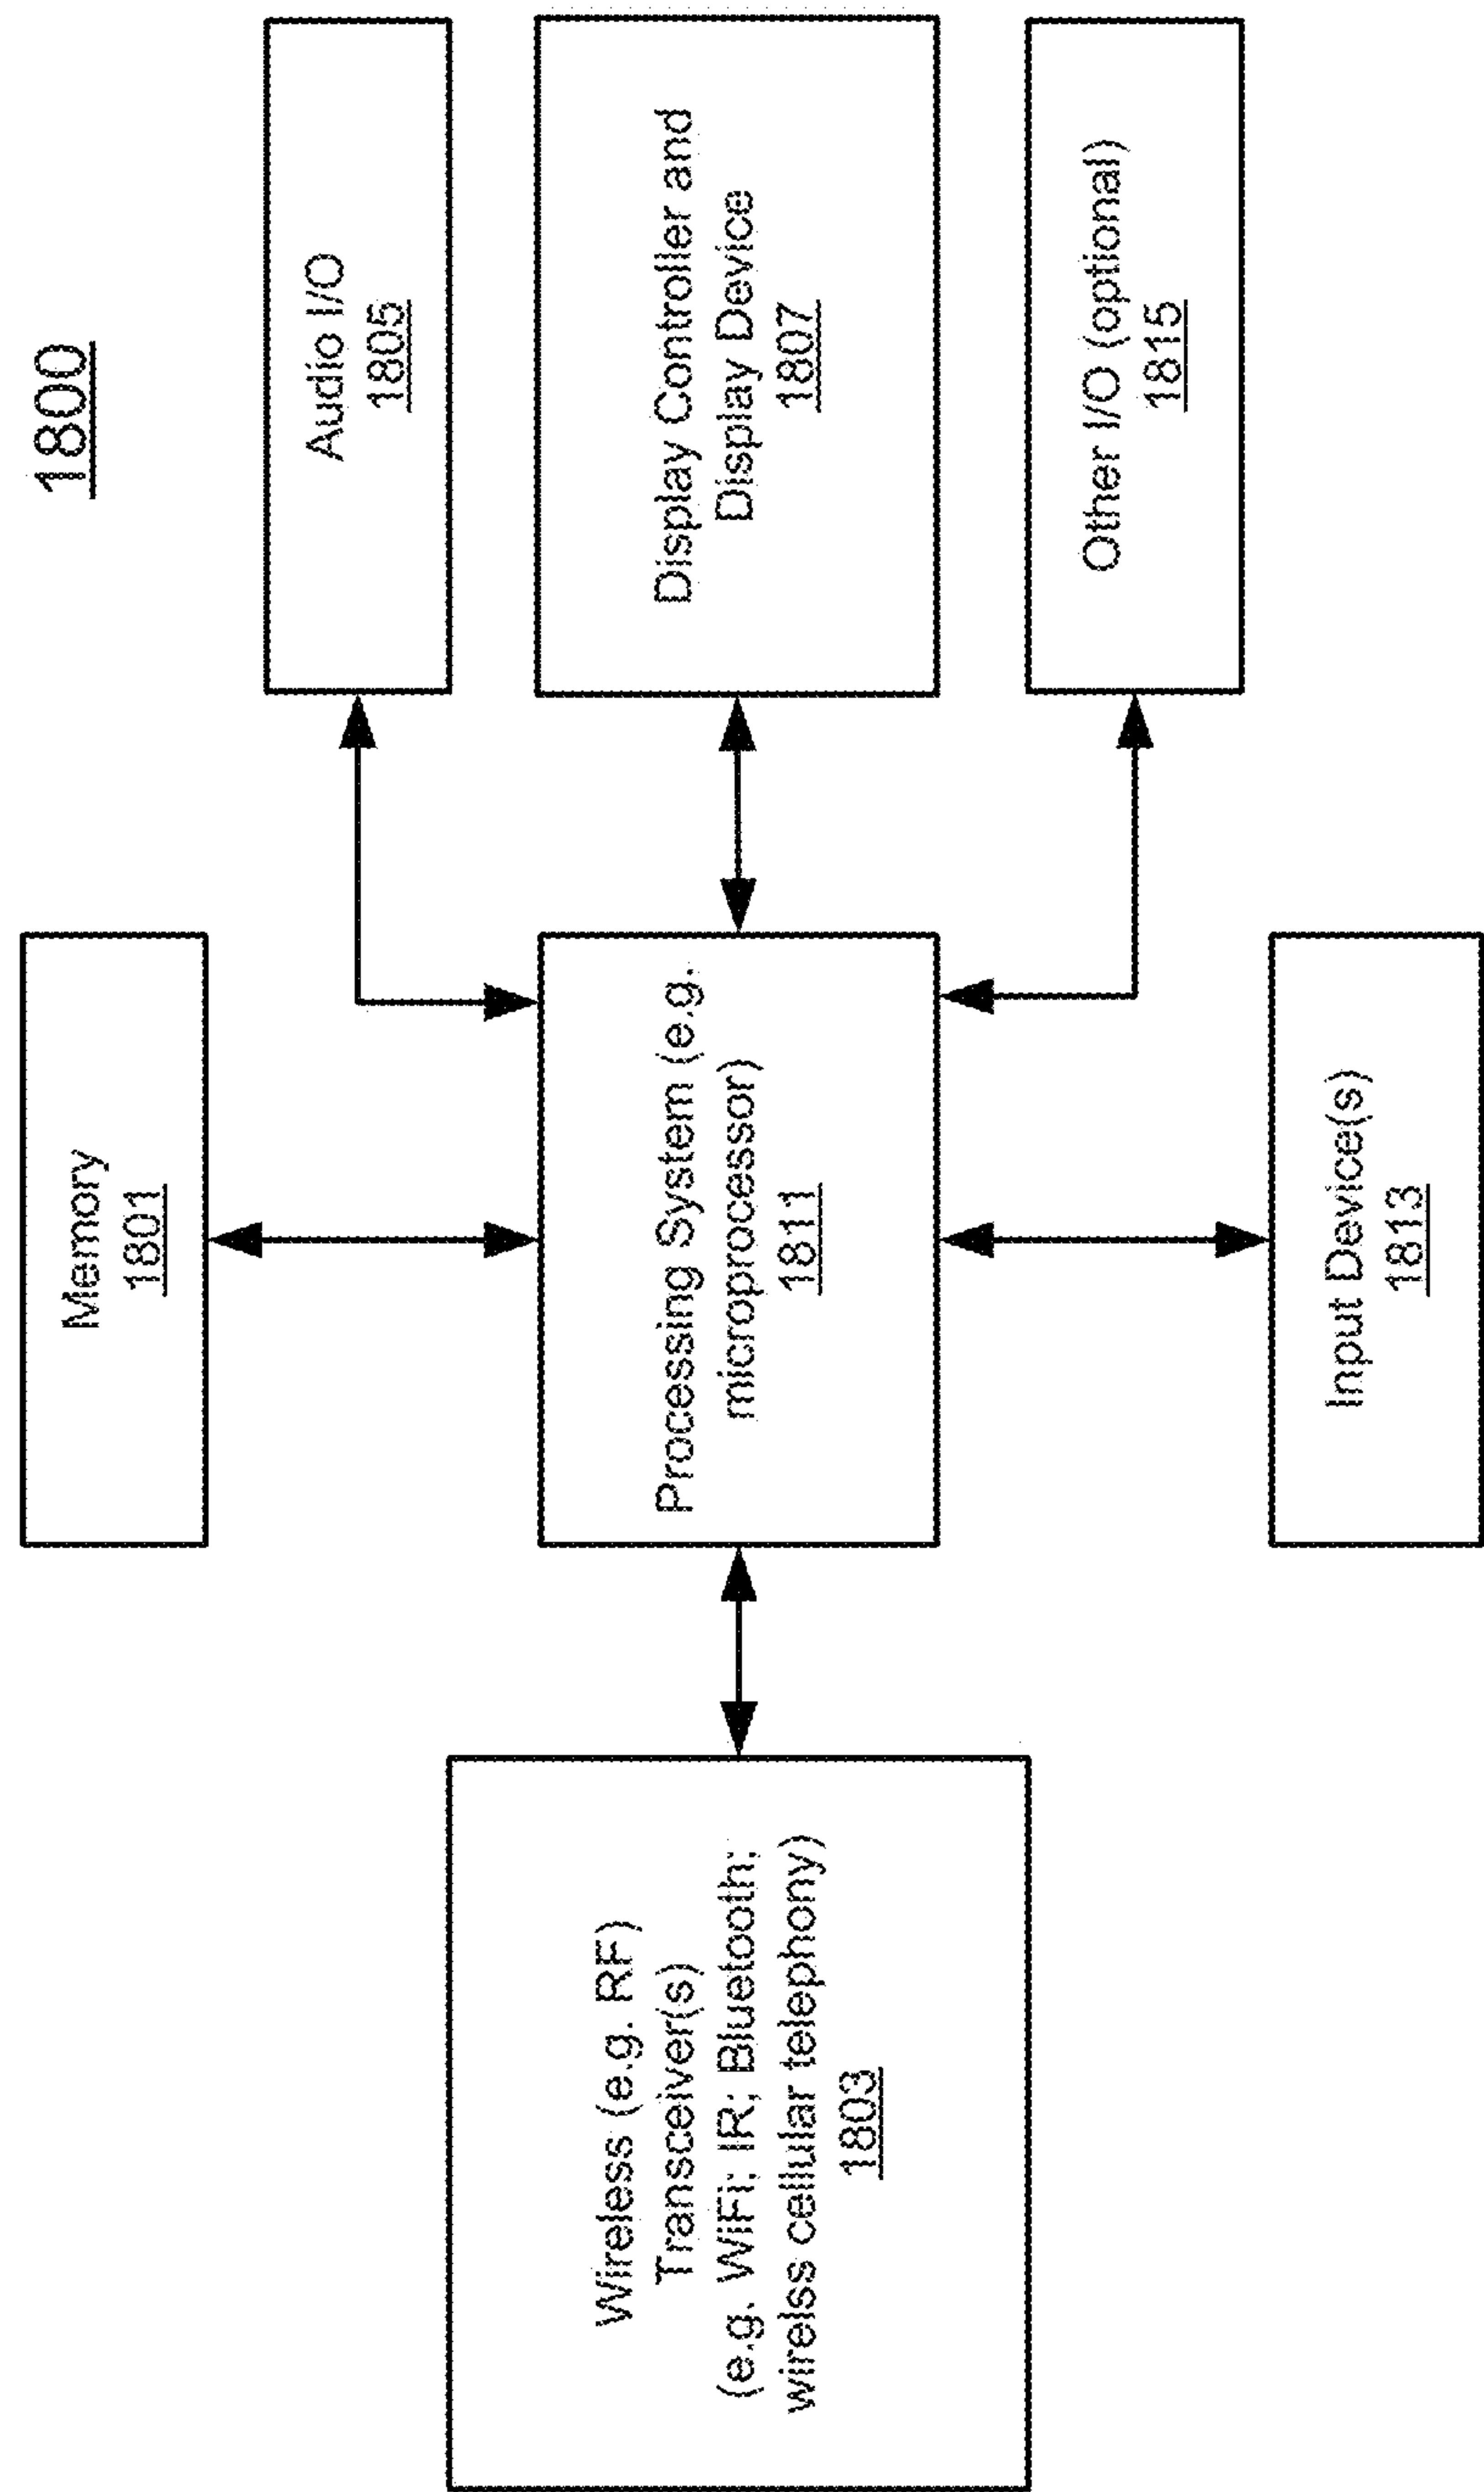 1800
Memory
1801
Audio I/O
1805
Wireless (e.g. RF)
Transceiver(s)
(e.g. WiFi; IR; Bluetooth;
wirelss cellular telephony)
1803
Processing System (e.g.
microprocessor)
1811
Display Controller and
Display Device
1807
Input Device(s)
1813
Other I/O (optional)
1815